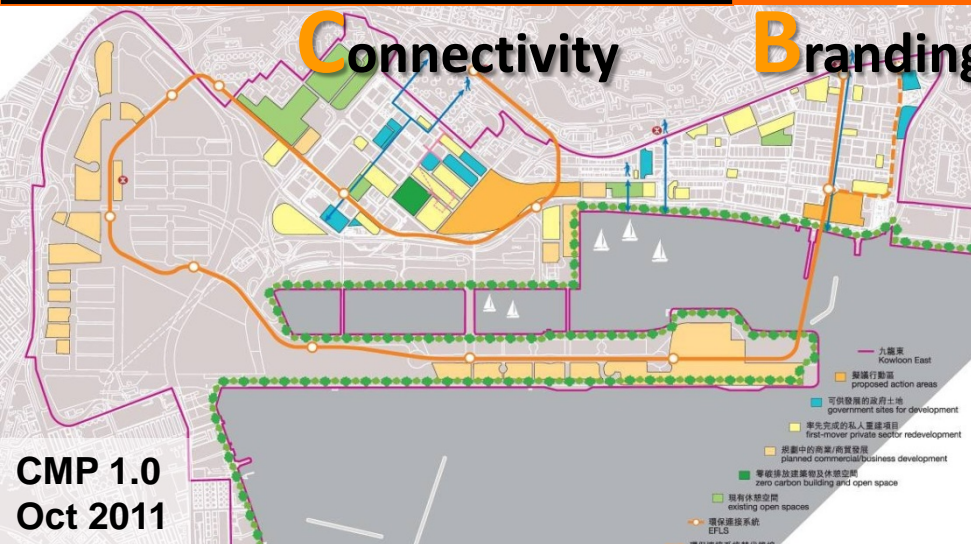 Connectivity
Branding
九龍東
Kowloon East
擬議行動區
proposed action areas
可供發展的政府土地
government sites for development
率先完成的私人重建項目
first-mover private sector redevelopment
規劃中的商業/商貿發展
planned commercial/business development
零碳排放建築物及休憩空間
zero carbon building and open space
現有休憩空間
existing open spaces
環保連接系統
EFLS
CMP 1.0
Oct 2011